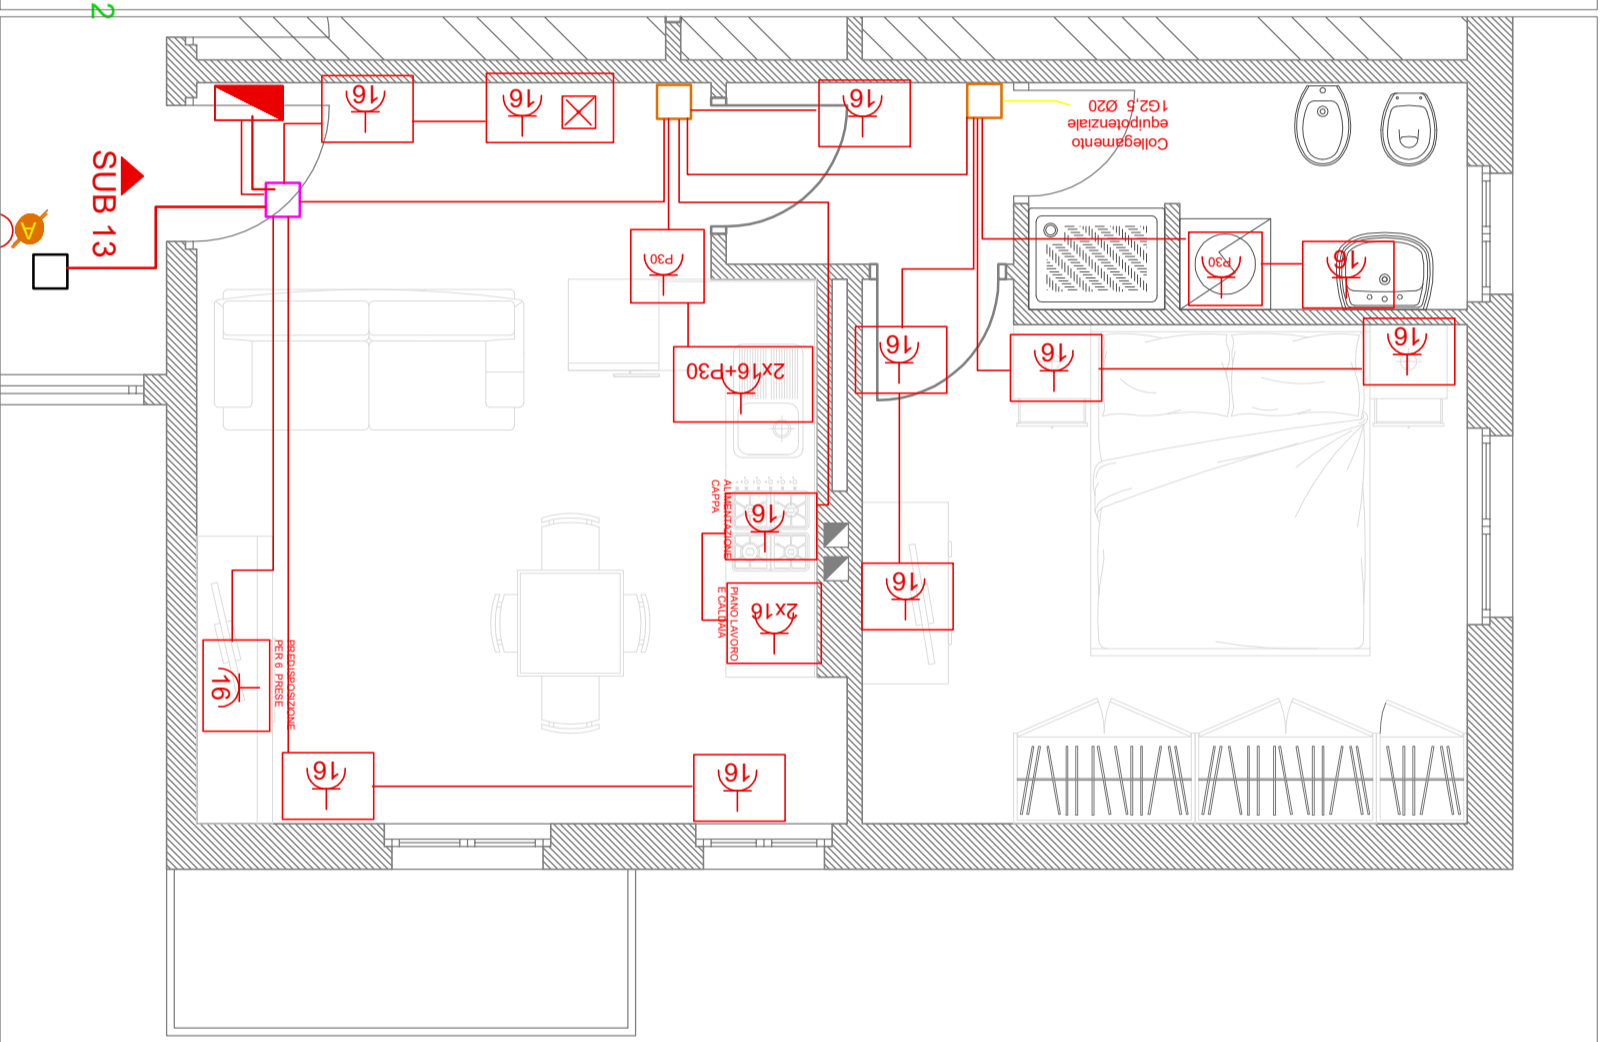 2
16
16
16
SUB 13
A
Collegamento
equipotenziale
1G2,5 Ø20
P30
P30
16
2x16+P30
16
16
16
ALIMENTAZIONE
CAPPA
16
PIANO LAVORO
E CALDAIA
2x16
16
PREDISPOSIZIONE
PER 6 PRESE
16
16
16